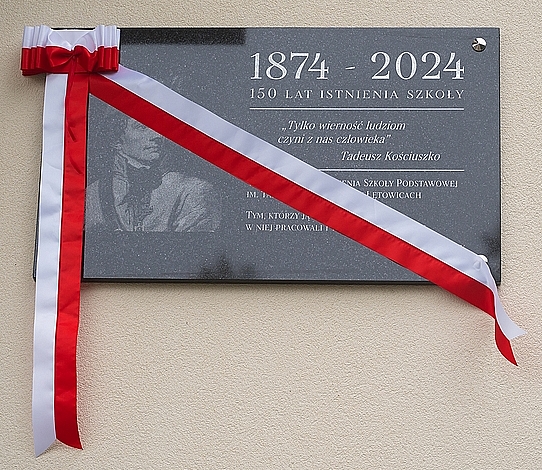 1874 - 2024
150 LAT ISTNIENIA SZKOŁY
„Tylko wierność ludziom
czyni z nas człowieka”
Tadeusz Kościuszko
SZKOŁY PODSTAWOWEJ
IM.
TYM, KTÓRZY JĄ
W NIEJ PRACOWALI I